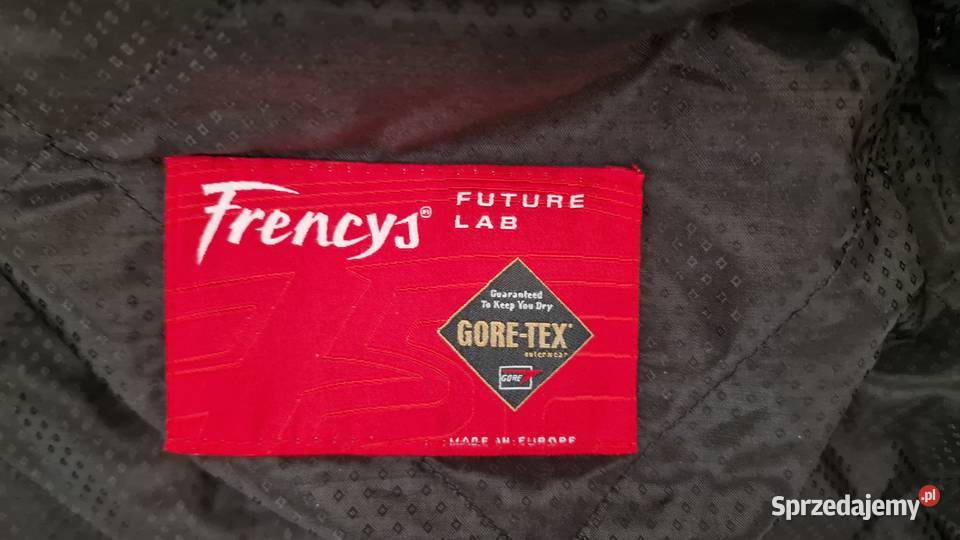 Frencys®
FUTURE
LAB
Guaranteed
To Keep You Dry
GORE-TEX®
outerwear
GORE
MADE IN EUROPE
Sprzedajemy.pl